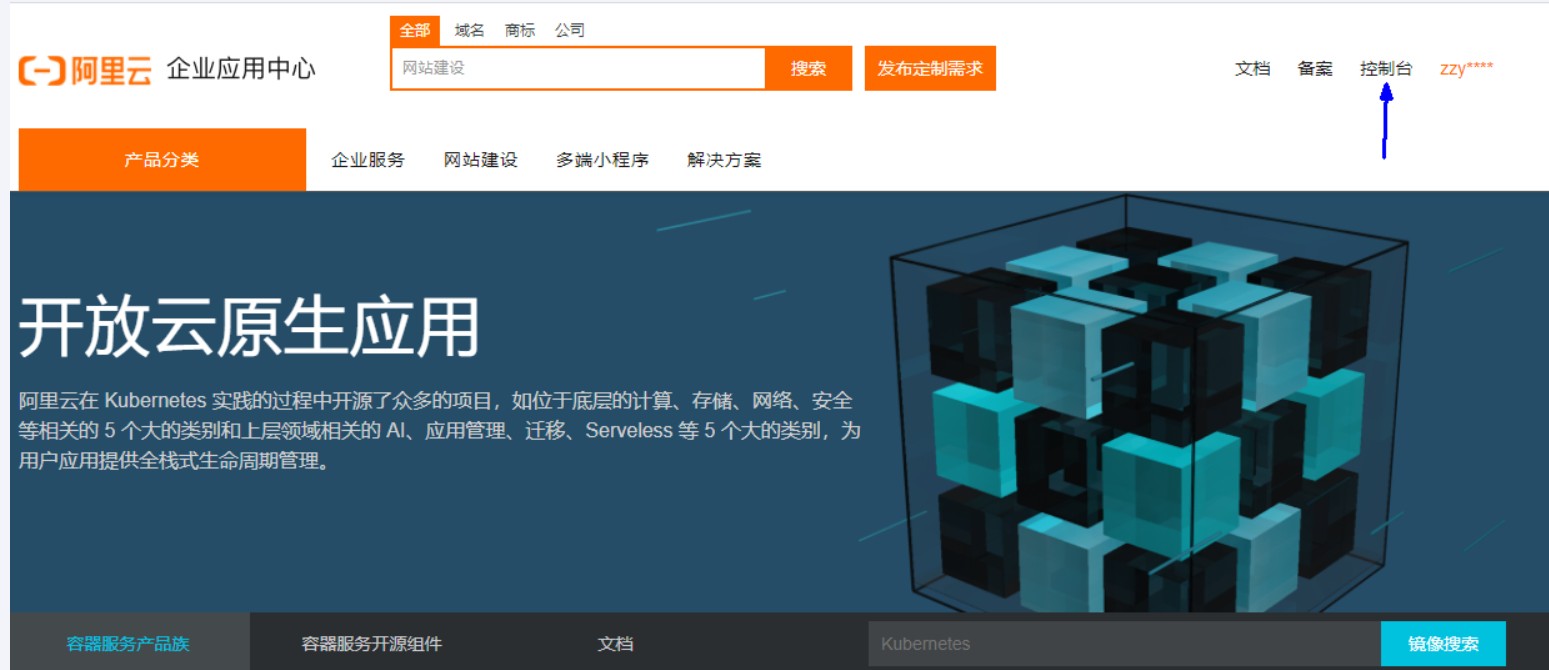 全部 域名 商标 公司
阿里云 企业应用中心 网站建设 搜索 发布定制需求 文档 备案 控制台 zzy****
产品分类 企业服务 网站建设 多端小程序 解决方案
开放云原生应用
阿里云在 Kubernetes 实践的过程中开源了众多的项目，如位于底层的计算、存储、网络、安全
等相关的 5 个大的类别和上层领域相关的 AI、应用管理、迁移、Serveless 等 5 个大的类别，为
用户应用提供全栈式生命周期管理。
容器服务产品族 容器服务开源组件 文档 Kubernetes 镜像搜索